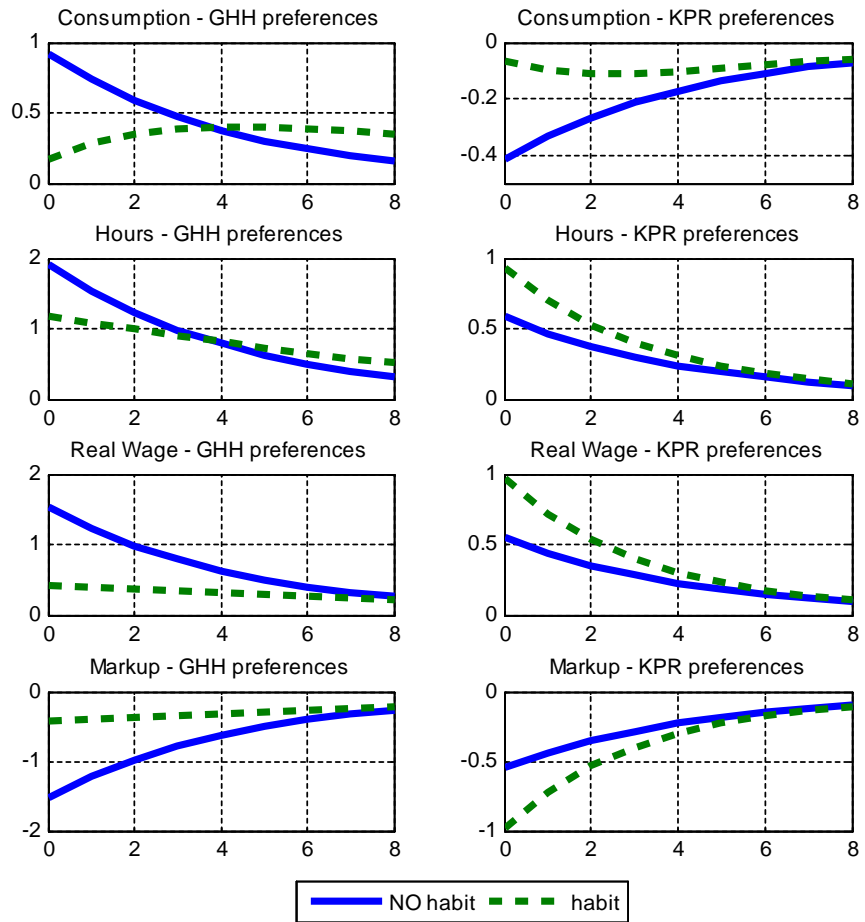 Consumption - GHH preferences
Consumption - KPR preferences
1
0.5
0
0 2 4 6 8
0
-0.2
-0.4
0 2 4 6 8
Hours - GHH preferences
Hours - KPR preferences
2
1
0
0 2 4 6 8
1
0.5
0
0 2 4 6 8
Real Wage - GHH preferences
Real Wage - KPR preferences
2
1
0
0 2 4 6 8
1
0.5
0
0 2 4 6 8
Markup - GHH preferences
Markup - KPR preferences
0
-1
-2
0 2 4 6 8
0
-0.5
-1
0 2 4 6 8
NO habit habit